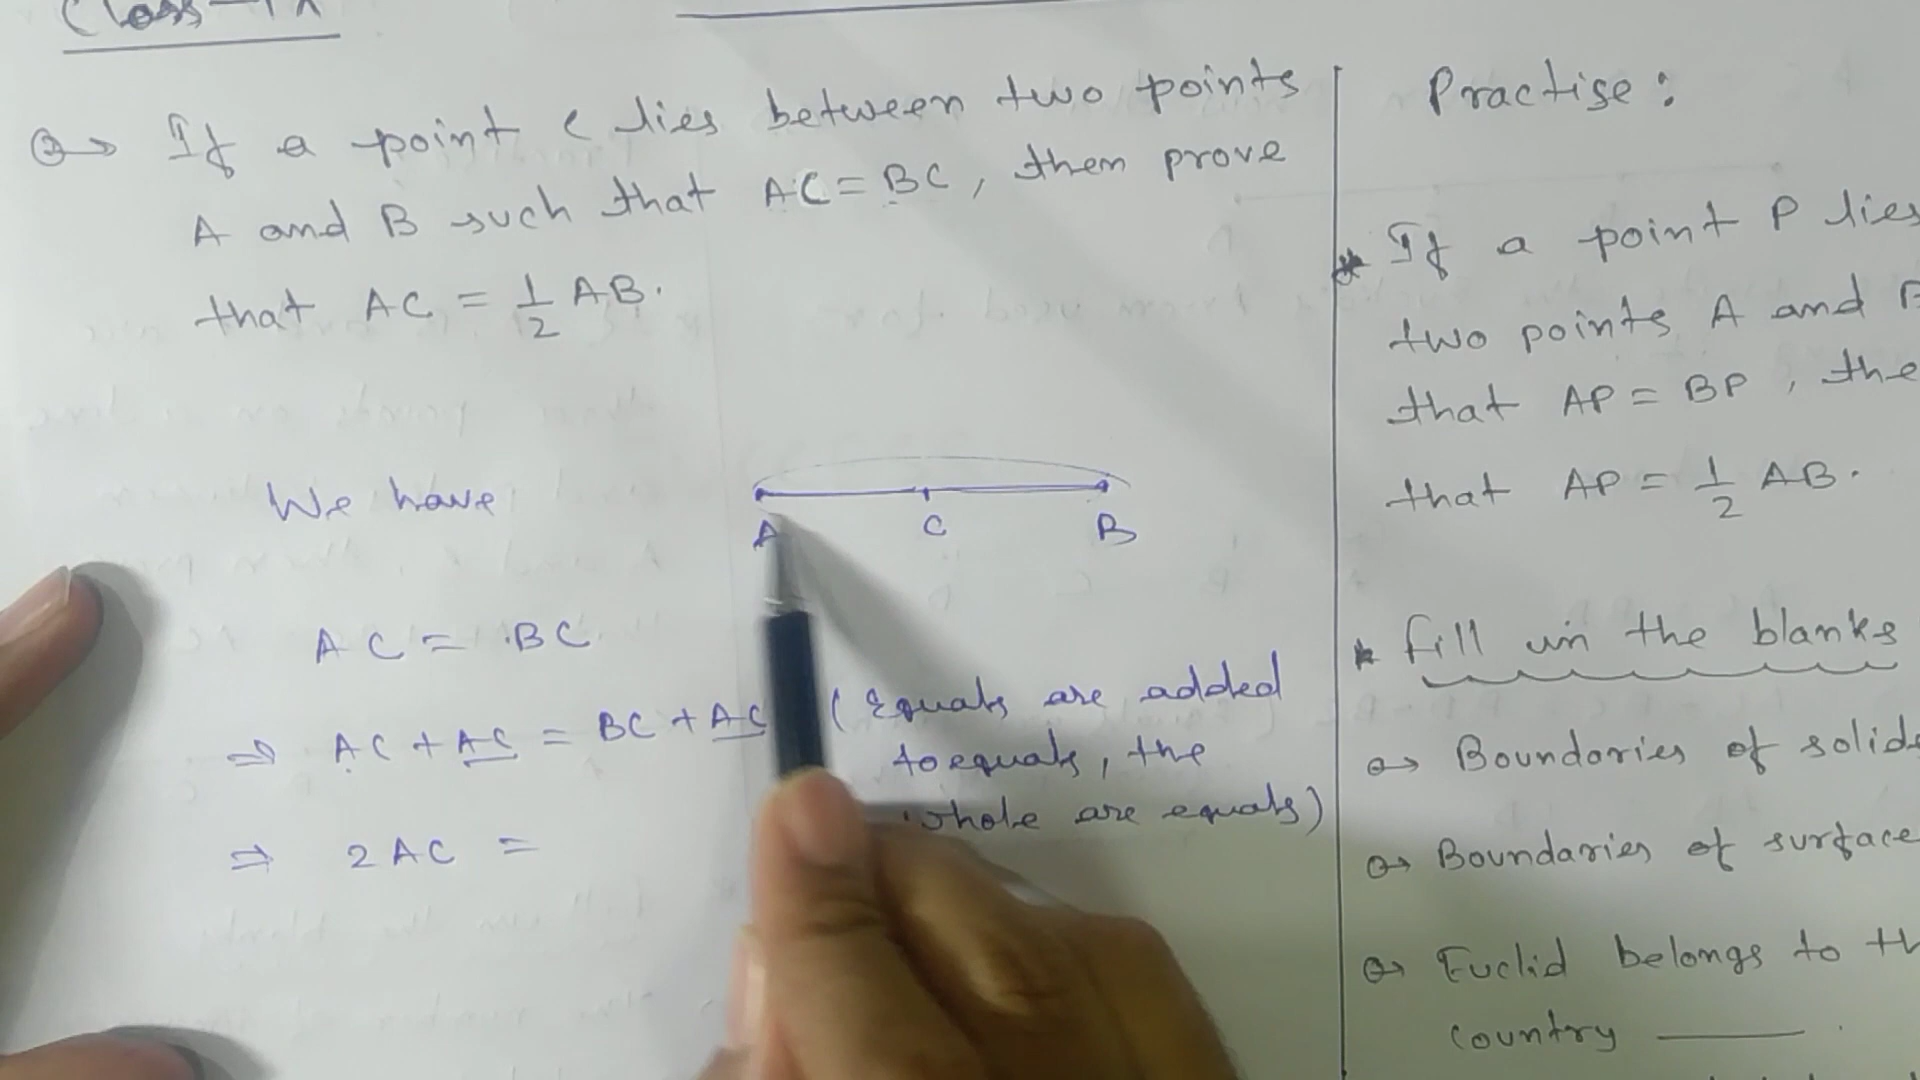 Class-IX
Q→ If a point C lies between two points
A and B such that AC = BC, then prove
that AC = 1/2 AB.
We have
A C B
AC = BC
⇒ AC + AC = BC + AC (Equals are added
to equals, the
whole are equals)
⇒ 2AC =
Practise:
* If a point P lies
two points A and
that AP = BP, the
that AP = 1/2 AB.
* fill in the blanks
Q→ Boundaries of solids
Q→ Boundaries of surface
Q→ Euclid belongs to th
country ____ .